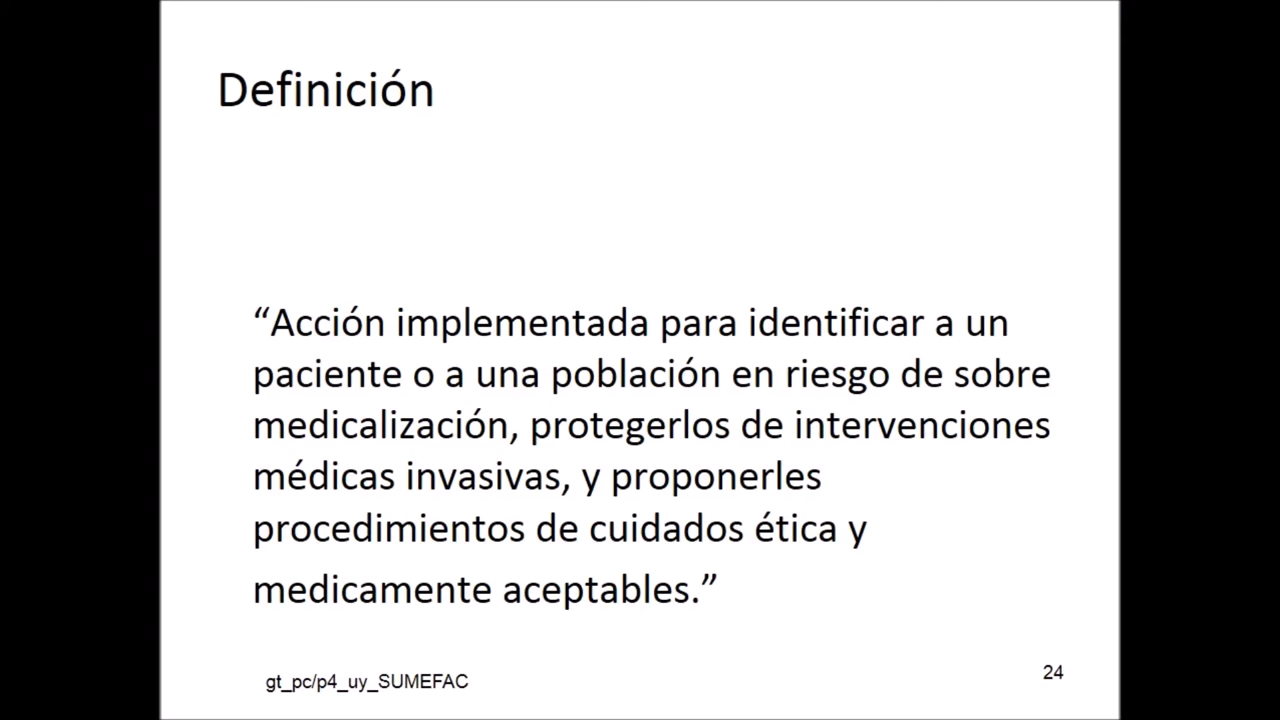 Definición
“Acción implementada para identificar a un
paciente o a una población en riesgo de sobre
medicalización, protegerlos de intervenciones
médicas invasivas, y proponerles
procedimientos de cuidados ética y
medicamente aceptables.”
gt_pc/p4_uy_SUMEFAC
24